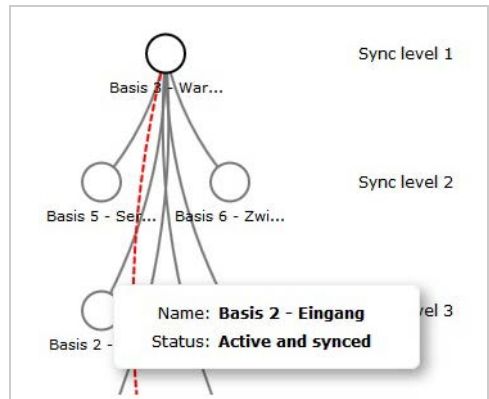 Sync level 1
Basis 3 - War...
Sync level 2
Basis 5 - Ser... Basis 6 - Zwi...
Name: Basis 2 - Eingang
vel 3
Status: Active and synced
Basis 2 -